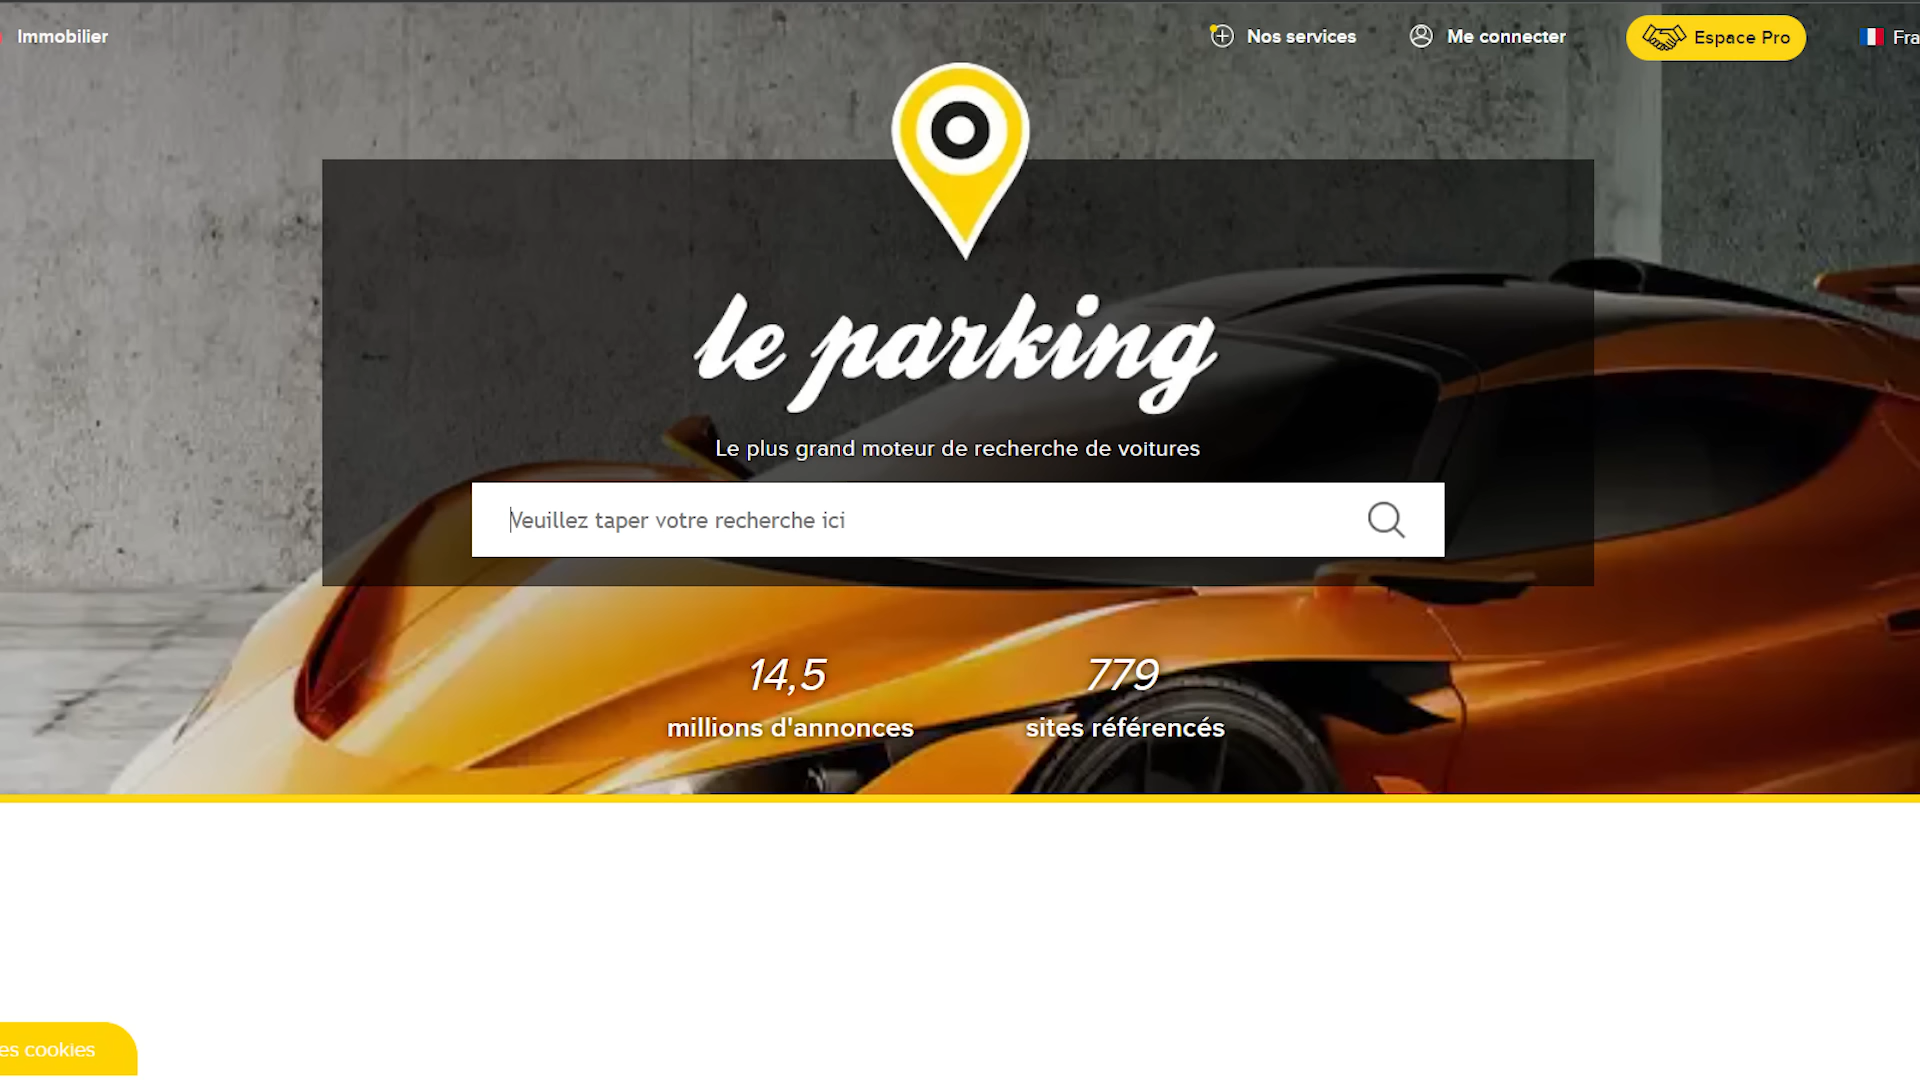 Immobilier
Nos services
Me connecter
Espace Pro
Fra
le parking
Le plus grand moteur de recherche de voitures
Veuillez taper votre recherche ici
14,5
millions d'annonces
779
sites référencés
es cookies